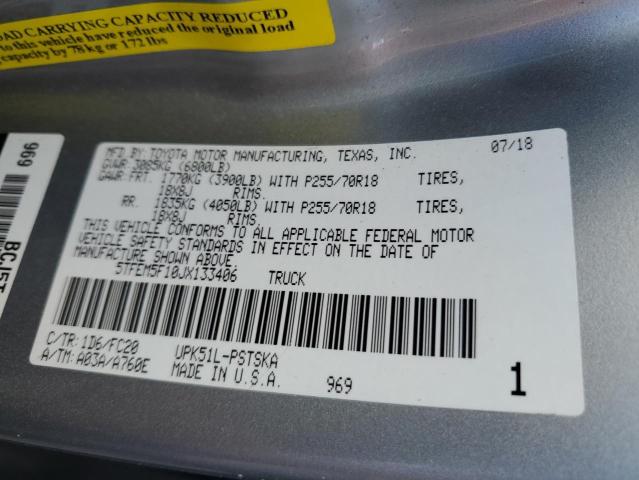 OAD CARRYING CAPACITY REDUCED
to this vehicle have reduced the original load
capacity by 78 kg or 172 lbs
969
BCJ5T
MFD. BY: TOYOTA MOTOR MANUFACTURING, TEXAS, INC. 07/18
GVWR: 3085KG (6800LB)
GAWR: FRT. 1770KG (3900LB) WITH P255/70R18 TIRES,
18X8J RIMS.
RR. 1835KG (4050LB) WITH P255/70R18 TIRES,
18X8J RIMS.
THIS VEHICLE CONFORMS TO ALL APPLICABLE FEDERAL MOTOR
VEHICLE SAFETY STANDARDS IN EFFECT ON THE DATE OF
MANUFACTURE SHOWN ABOVE.
5TFEM5F10JX133406 TRUCK
C/TR: 1D6/FC20 UPK51L-PSTSKA
A/TM: A03A/A760E MADE IN U.S.A. 969 1